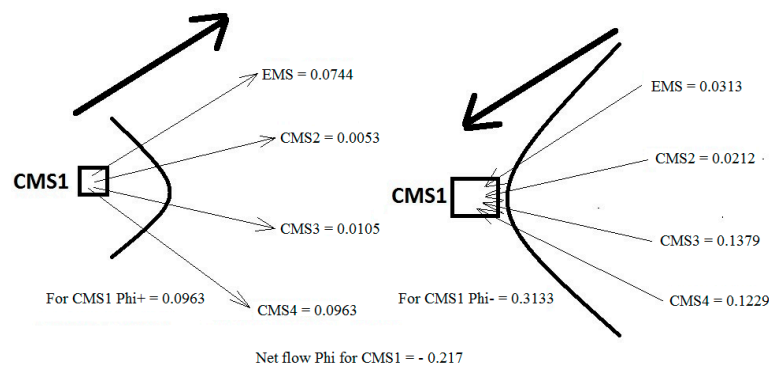 EMS = 0.0744
CMS2 = 0.0053
CMS1
CMS3 = 0.0105
For CMS1 Phi+ = 0.0963
CMS4 = 0.0963
EMS = 0.0313
CMS2 = 0.0212
CMS1
CMS3 = 0.1379
For CMS1 Phi- = 0.3133
CMS4 = 0.1229
Net flow Phi for CMS1 = - 0.217